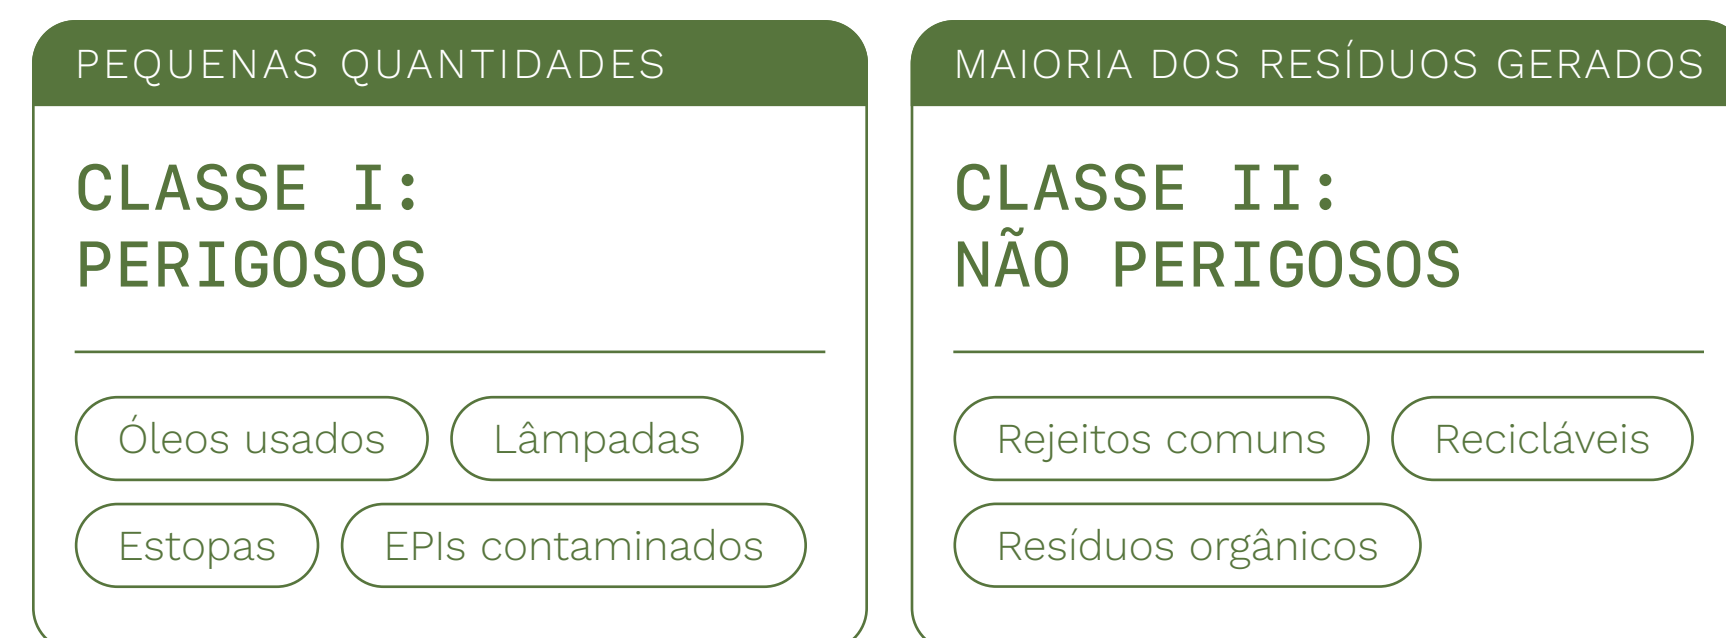 PEQUENAS QUANTIDADES
CLASSE I:
PERIGOSOS
Óleos usados
Lâmpadas
Estopas
EPIs contaminados
MAIORIA DOS RESÍDUOS GERADOS
CLASSE II:
NÃO PERIGOSOS
Rejeitos comuns
Recicláveis
Resíduos orgânicos